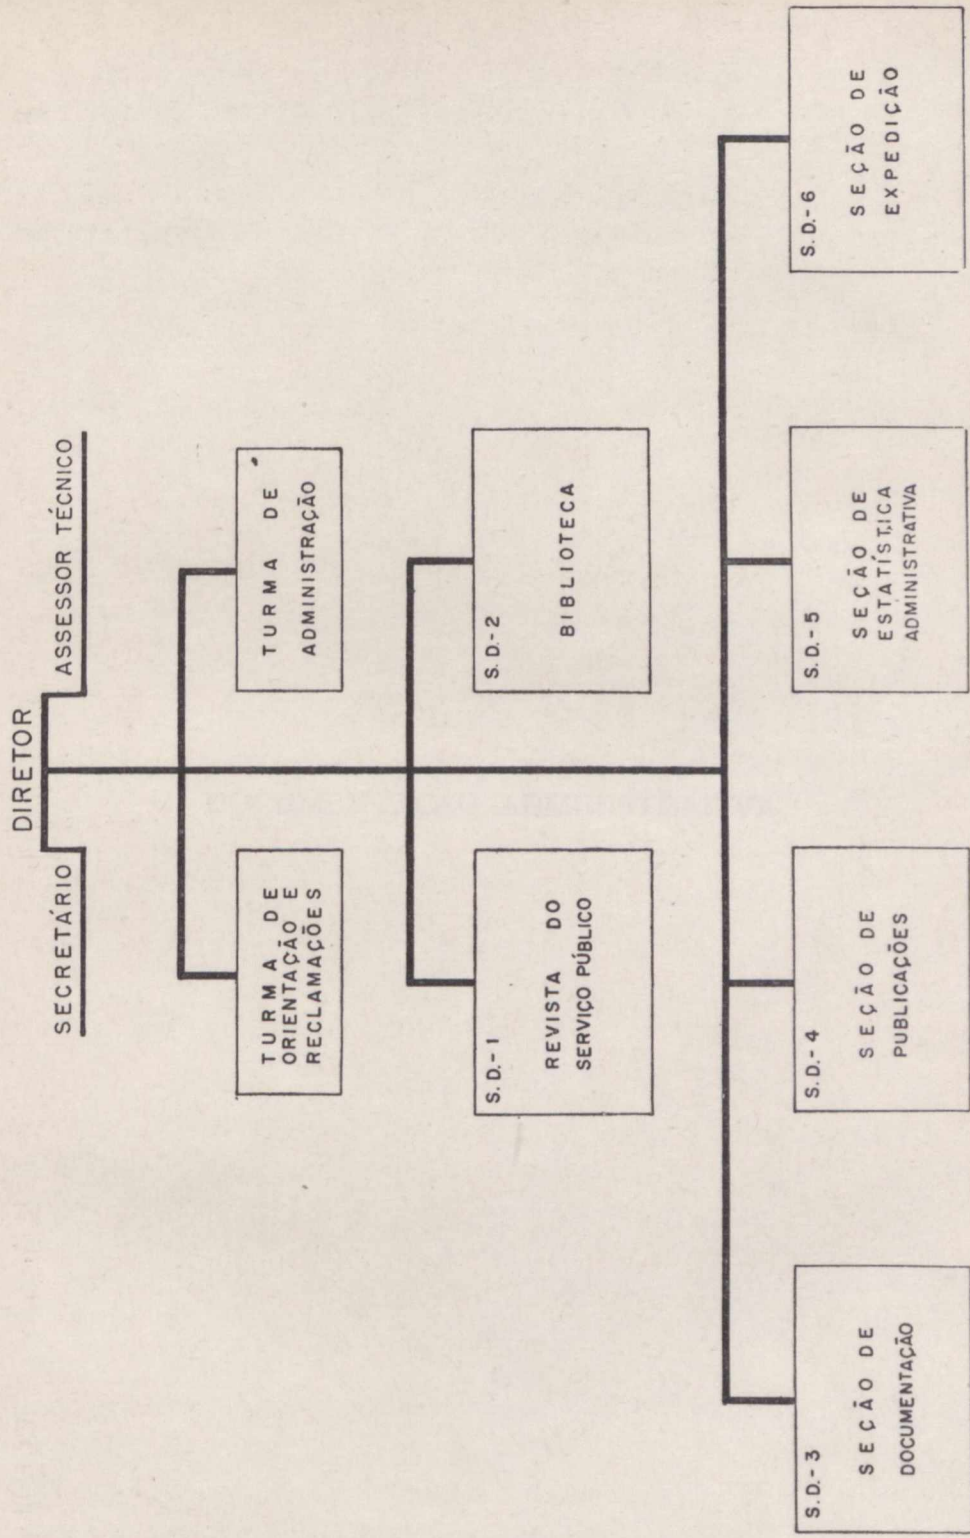 DIRETOR
SECRETÁRIO
ASSESSOR TÉCNICO
TURMA DE
ORIENTAÇÃO E
RECLAMAÇÕES
TURMA DE
ADMINISTRAÇÃO
S.D.-1
REVISTA DO
SERVIÇO PÚBLICO
S.D.-2
BIBLIOTECA
S.D.-3
SEÇÃO DE
DOCUMENTAÇÃO
S.D.-4
SEÇÃO DE
PUBLICAÇÕES
S.D.-5
SEÇÃO DE
ESTATÍSTICA
ADMINISTRATIVA
S.D.-6
SEÇÃO DE
EXPEDIÇÃO